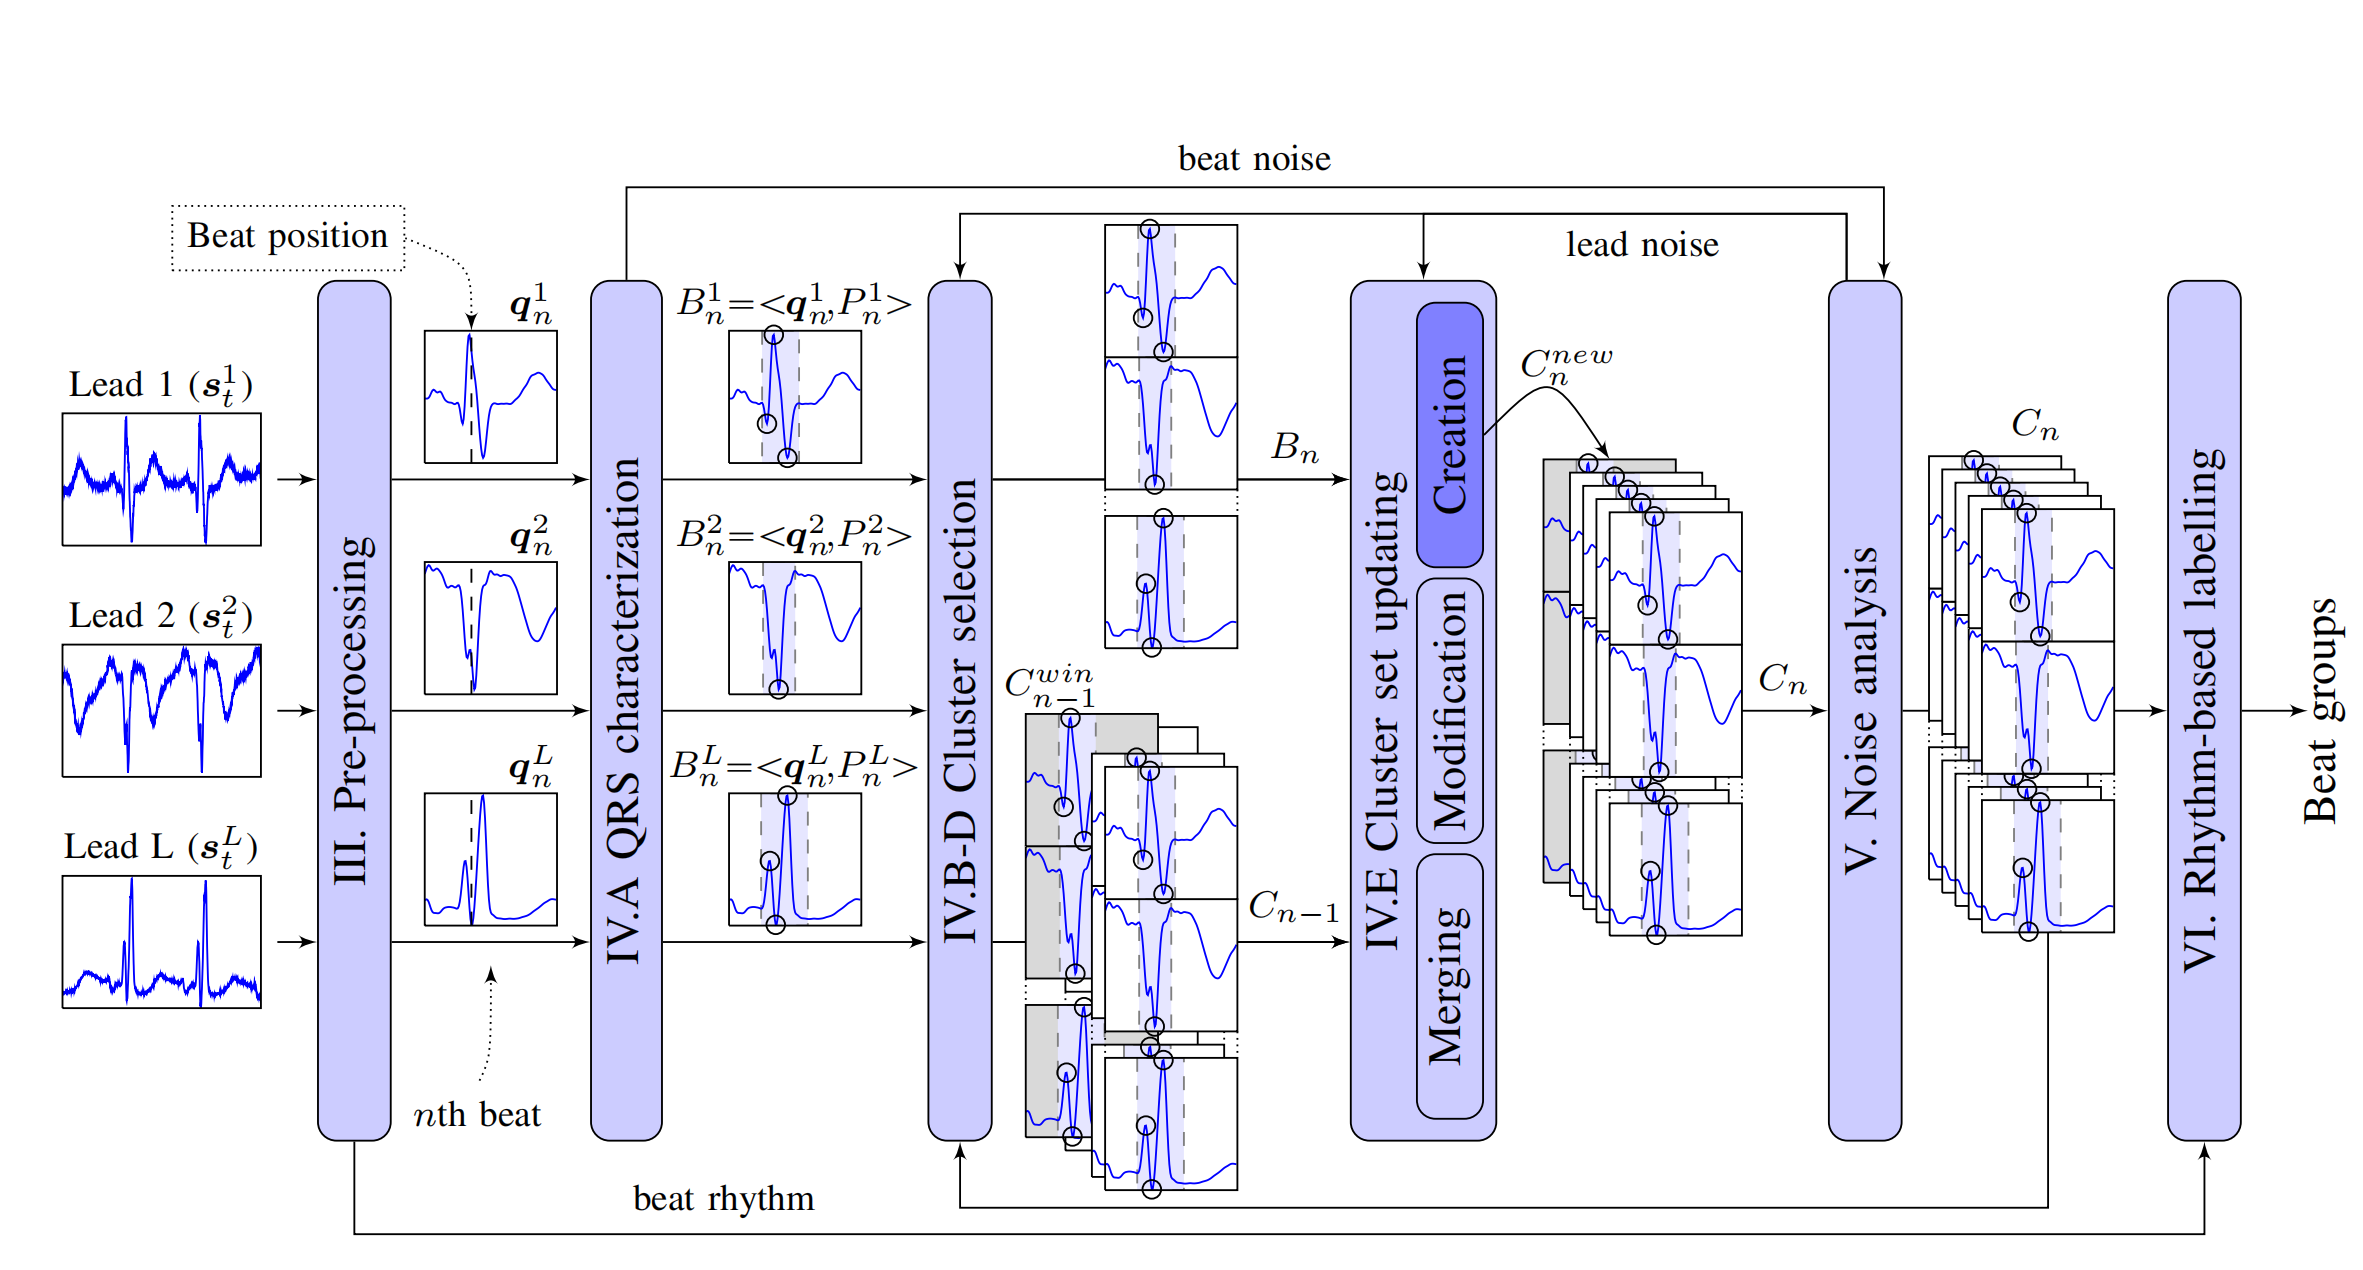 beat noise
lead noise
Beat position
Lead 1 (s_t^1)
Lead 2 (s_t^2)
Lead L (s_t^L)
III. Pre-processing
q_n^1
q_n^2
q_n^L
nth beat
IV.A QRS characterization
B_n^1=<q_n^1,P_n^1>
B_n^2=<q_n^2,P_n^2>
B_n^L=<q_n^L,P_n^L>
IV.B-D Cluster selection
C_{n-1}^{win}
B_n
C_{n-1}
IV.E Cluster set updating
Creation
Modification
Merging
C_n^{new}
C_n
V. Noise analysis
C_n
VI. Rhythm-based labelling
Beat groups
beat rhythm